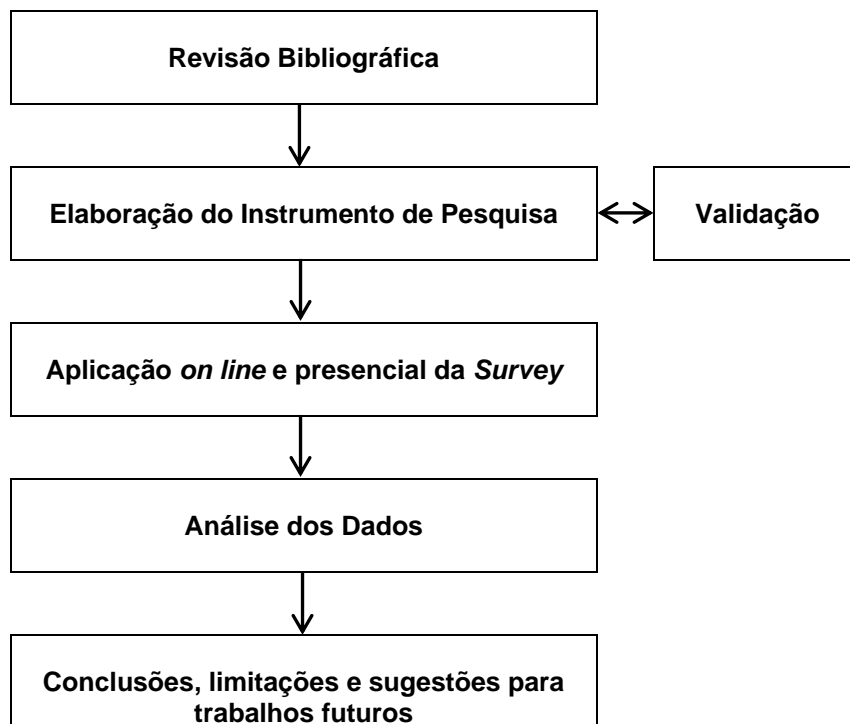 Revisão Bibliográfica
Elaboração do Instrumento de Pesquisa
Validação
Aplicação on line e presencial da Survey
Análise dos Dados
Conclusões, limitações e sugestões para
trabalhos futuros